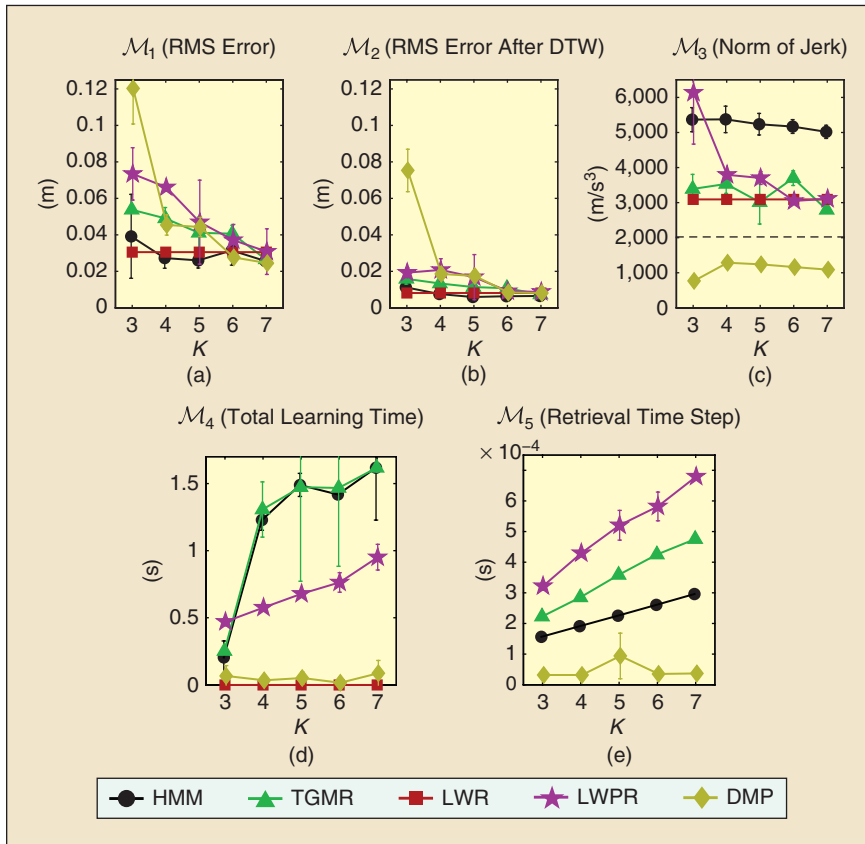 ℳ₁ (RMS Error)
ℳ₂ (RMS Error After DTW)
ℳ₃ (Norm of Jerk)
0.12
0.1
0.08
0.06
0.04
0.02
0
(m)
3 4 5 6 7
K
(a)
0.12
0.1
0.08
0.06
0.04
0.02
0
(m)
3 4 5 6 7
K
(b)
6,000
5,000
4,000
3,000
2,000
1,000
0
(m/s³)
3 4 5 6 7
K
(c)
ℳ₄ (Total Learning Time)
ℳ₅ (Retrieval Time Step)
1.5
1
0.5
0
(s)
3 4 5 6 7
K
(d)
× 10⁻⁴
6
5
4
3
2
1
0
(s)
3 4 5 6 7
K
(e)
HMM TGMR LWR LWPR DMP